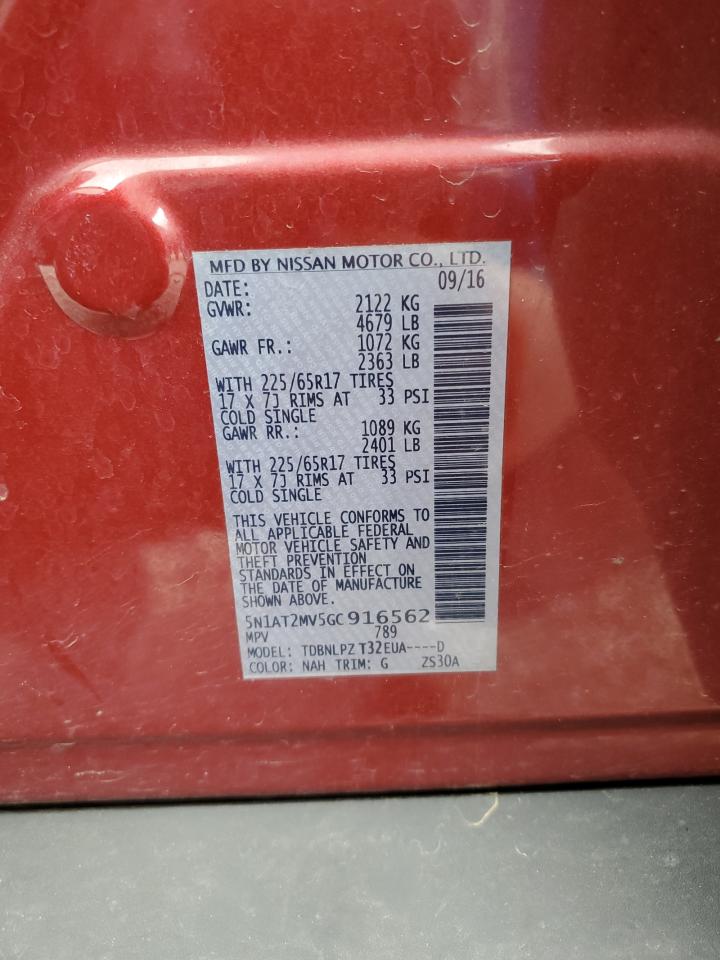 MFD BY NISSAN MOTOR CO., LTD.
DATE: 09/16
GVWR: 2122 KG
4679 LB
GAWR FR.: 1072 KG
2363 LB
WITH 225/65R17 TIRES
17 X 7J RIMS AT 33 PSI
COLD SINGLE
GAWR RR.: 1089 KG
2401 LB
WITH 225/65R17 TIRES
17 X 7J RIMS AT 33 PSI
COLD SINGLE
THIS VEHICLE CONFORMS TO
ALL APPLICABLE FEDERAL
MOTOR VEHICLE SAFETY AND
THEFT PREVENTION
STANDARDS IN EFFECT ON
THE DATE OF MANUFACTURE
SHOWN ABOVE.
5N1AT2MV5GC916562
MPV 789
MODEL: TDBNLPZ T32EUA----D
COLOR: NAH TRIM: G ZS30A